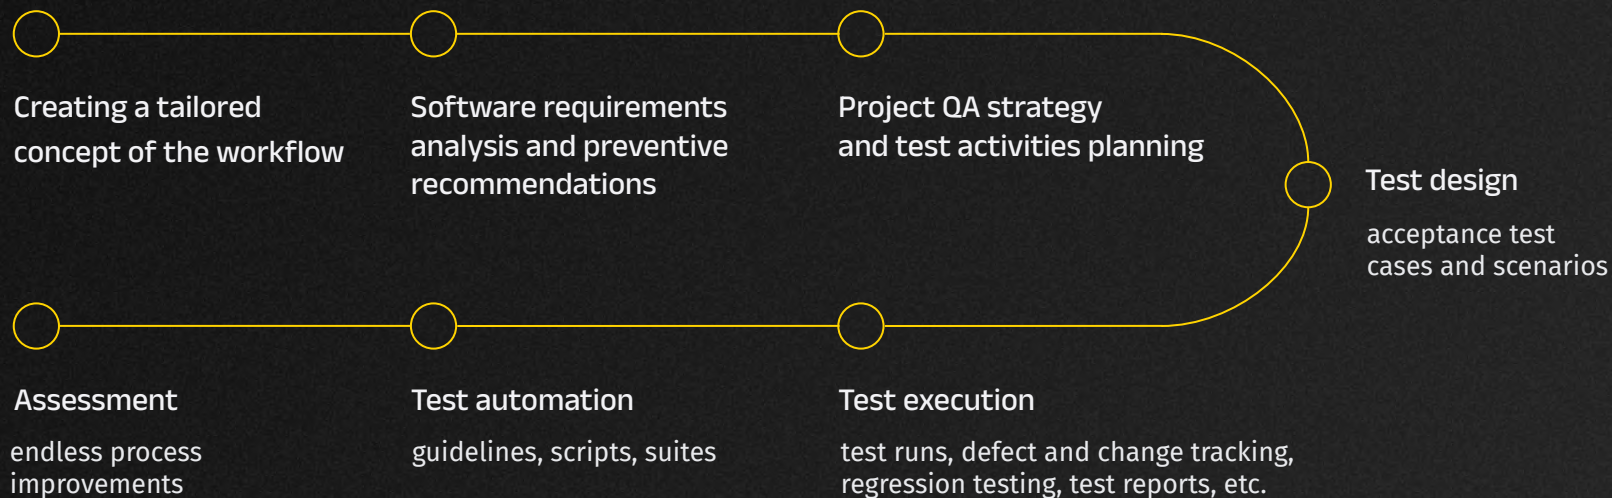 Creating a tailored
concept of the workflow
Software requirements
analysis and preventive
recommendations
Project QA strategy
and test activities planning
Test design
acceptance test
cases and scenarios
Assessment
endless process
improvements
Test automation
guidelines, scripts, suites
Test execution
test runs, defect and change tracking,
regression testing, test reports, etc.